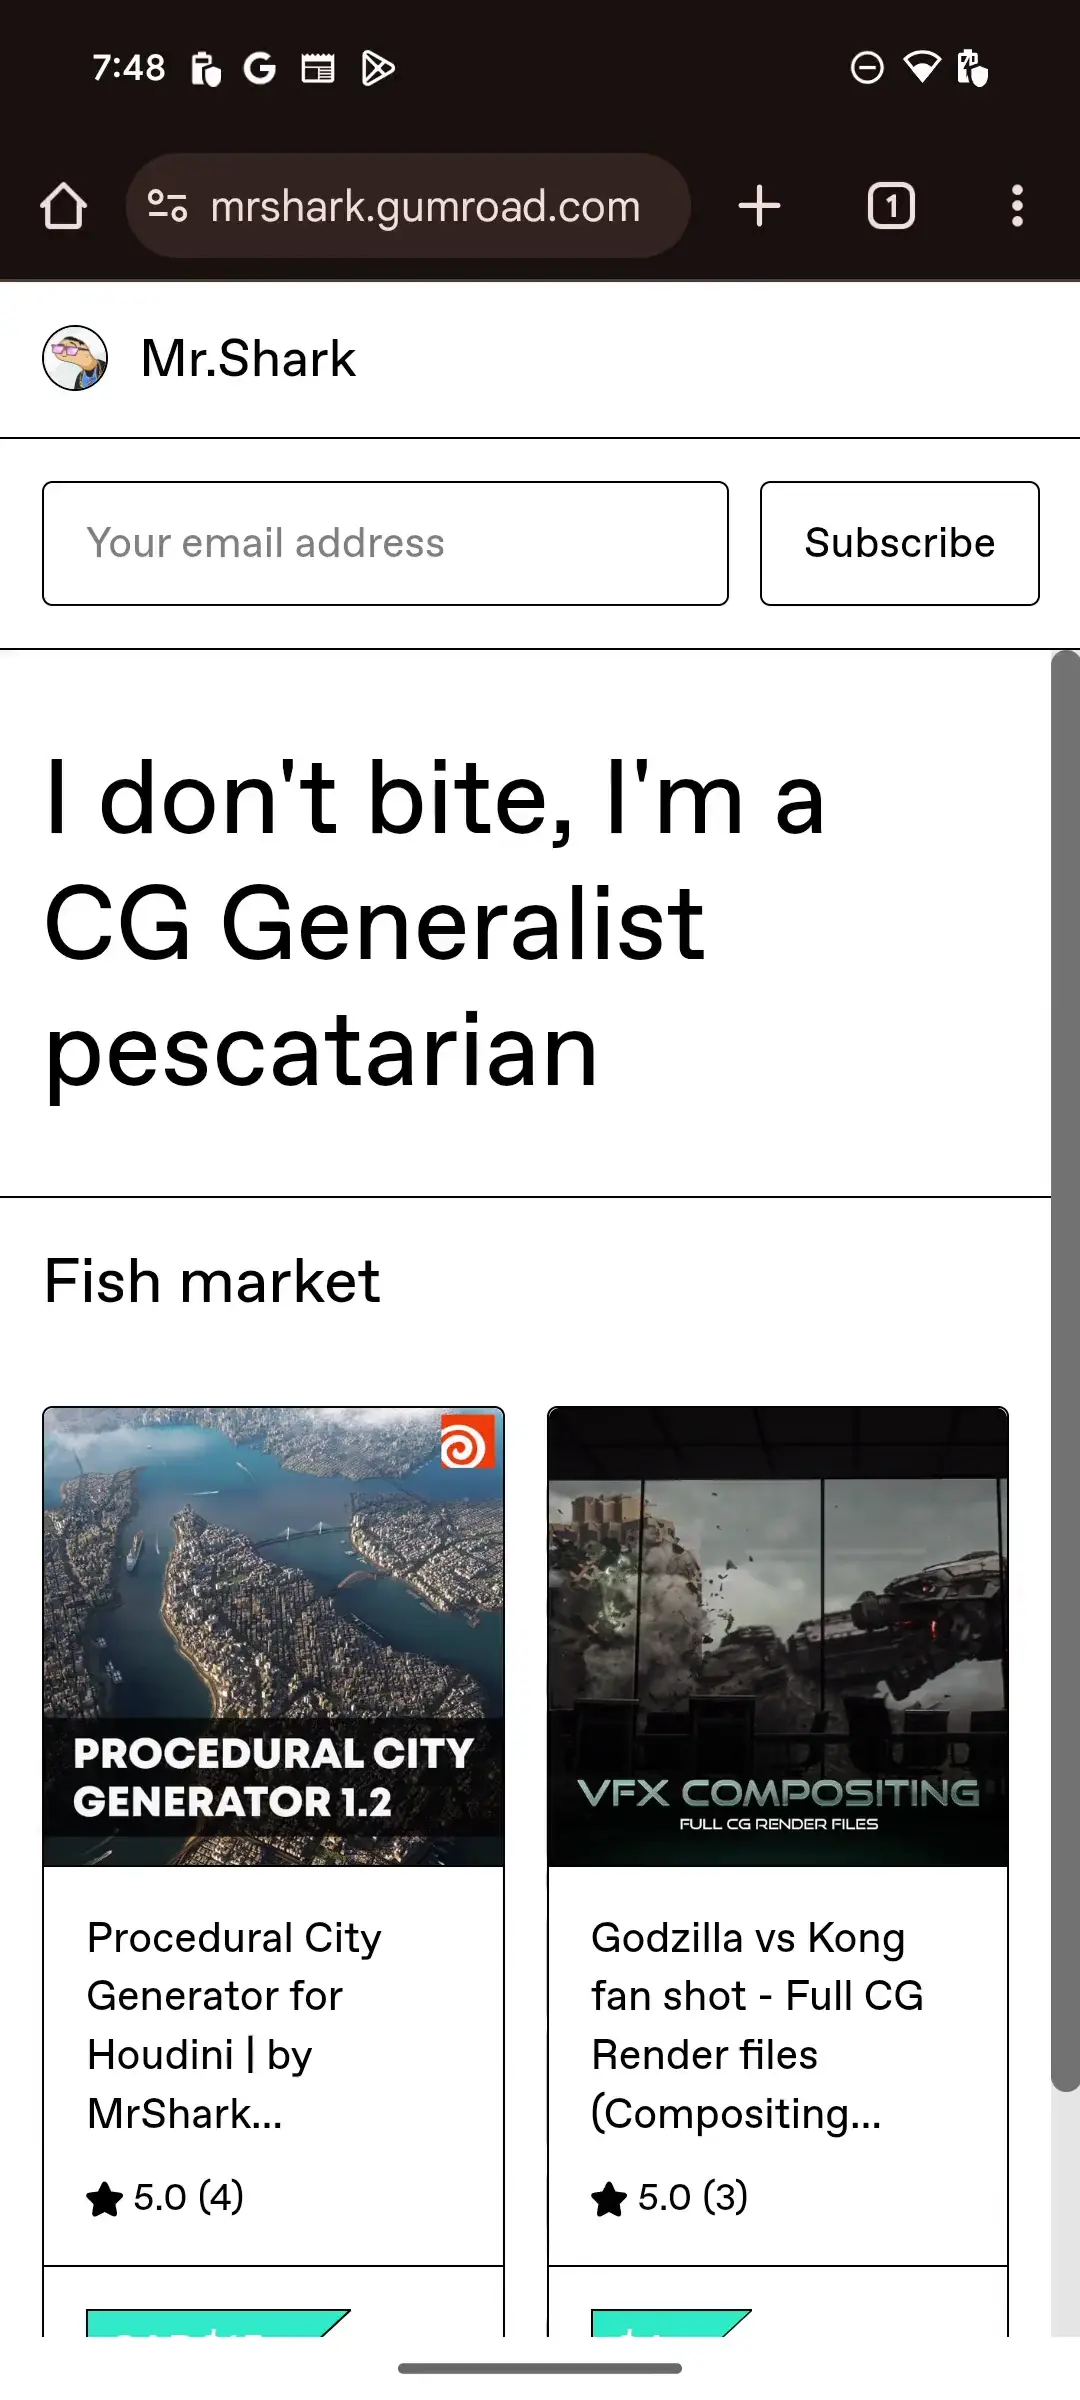 7:48
mrshark.gumroad.com
1
Mr.Shark
Your email address
Subscribe
I don't bite, I'm a
CG Generalist
pescatarian
Fish market
PROCEDURAL CITY
GENERATOR 1.2
VFX COMPOSITING
FULL CG RENDER FILES
Procedural City
Generator for
Houdini | by
MrShark...
5.0 (4)
Godzilla vs Kong
fan shot - Full CG
Render files
(Compositing...
5.0 (3)